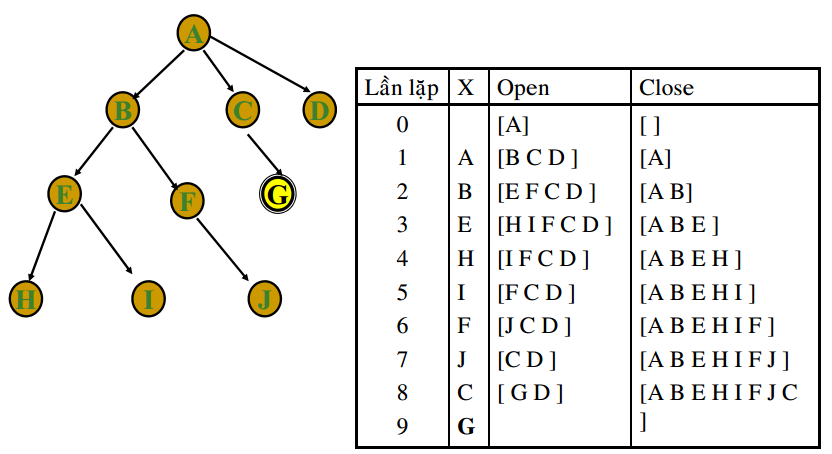 A
B C D
E F G
H I J
Lần lặp X Open Close
0 [A] [ ]
1 A [B C D ] [A]
2 B [E F C D ] [A B]
3 E [H I F C D ] [A B E ]
4 H [I F C D ] [A B E H ]
5 I [F C D ] [A B E H I ]
6 F [J C D ] [A B E H I F ]
7 J [C D ] [A B E H I F J ]
8 C [ G D ] [A B E H I F J C
]
9 G